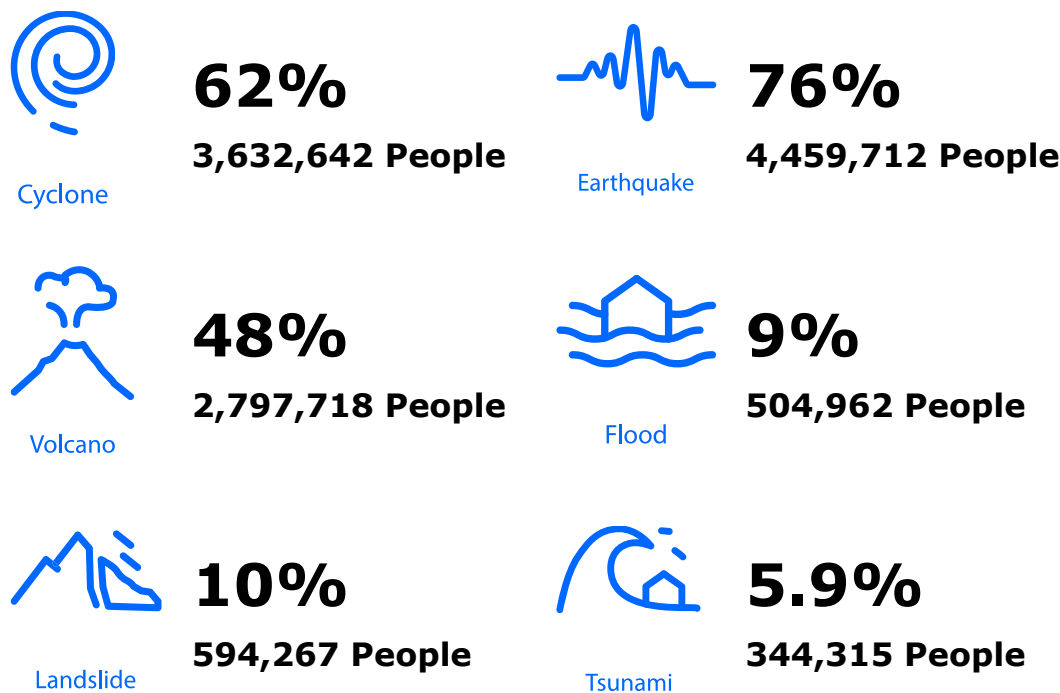 62%
3,632,642 People
Cyclone
76%
4,459,712 People
Earthquake
48%
2,797,718 People
Volcano
9%
504,962 People
Flood
10%
594,267 People
Landslide
5.9%
344,315 People
Tsunami